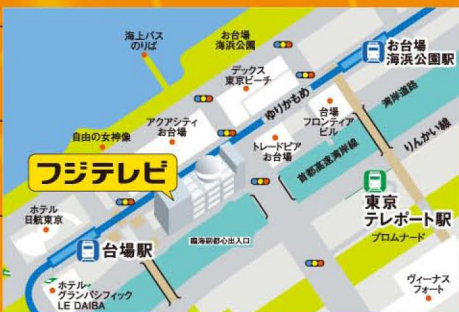 海上バス
のりば
お台場
海浜公園
お台場
海浜公園駅
デックス
東京ビーチ
ゆりかもめ
湾岸道路
アクアシティ
お台場
台場
フロンティア
ビル
りんかい線
自由の女神像
トレードピア
お台場
首都高速湾岸線
フジテレビ
東京
テレポート駅
ホテル
日航東京
プロムナード
臨海副都心出入口
台場駅
ヴィーナス
フォート
ホテル
グランパシフィック
LE DAIBA